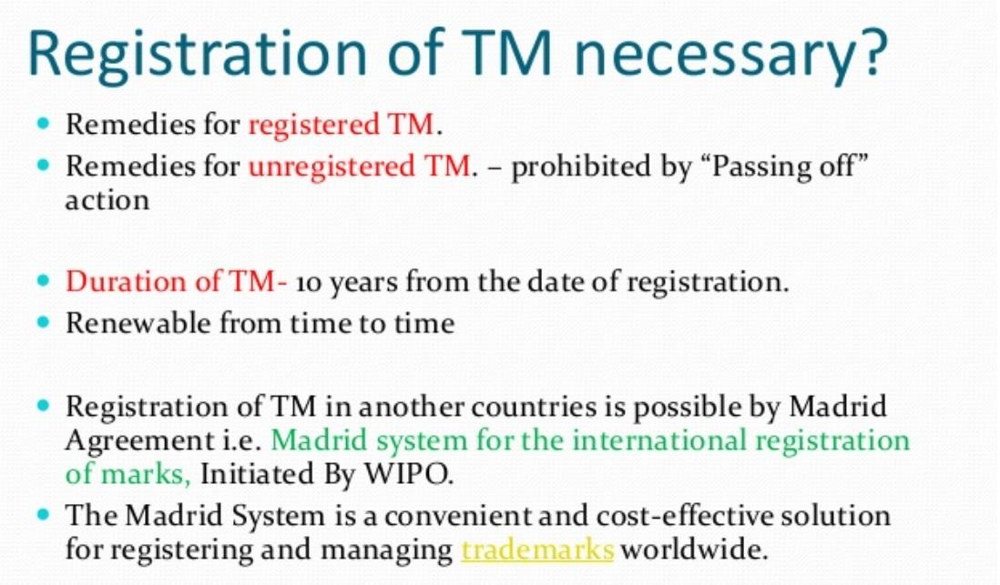 Registration of TM necessary?
Remedies for registered TM.
Remedies for unregistered TM. – prohibited by “Passing off”
action
Duration of TM- 10 years from the date of registration.
Renewable from time to time
Registration of TM in another countries is possible by Madrid
Agreement i.e. Madrid system for the international registration
of marks, Initiated By WIPO.
The Madrid System is a convenient and cost-effective solution
for registering and managing trademarks worldwide.